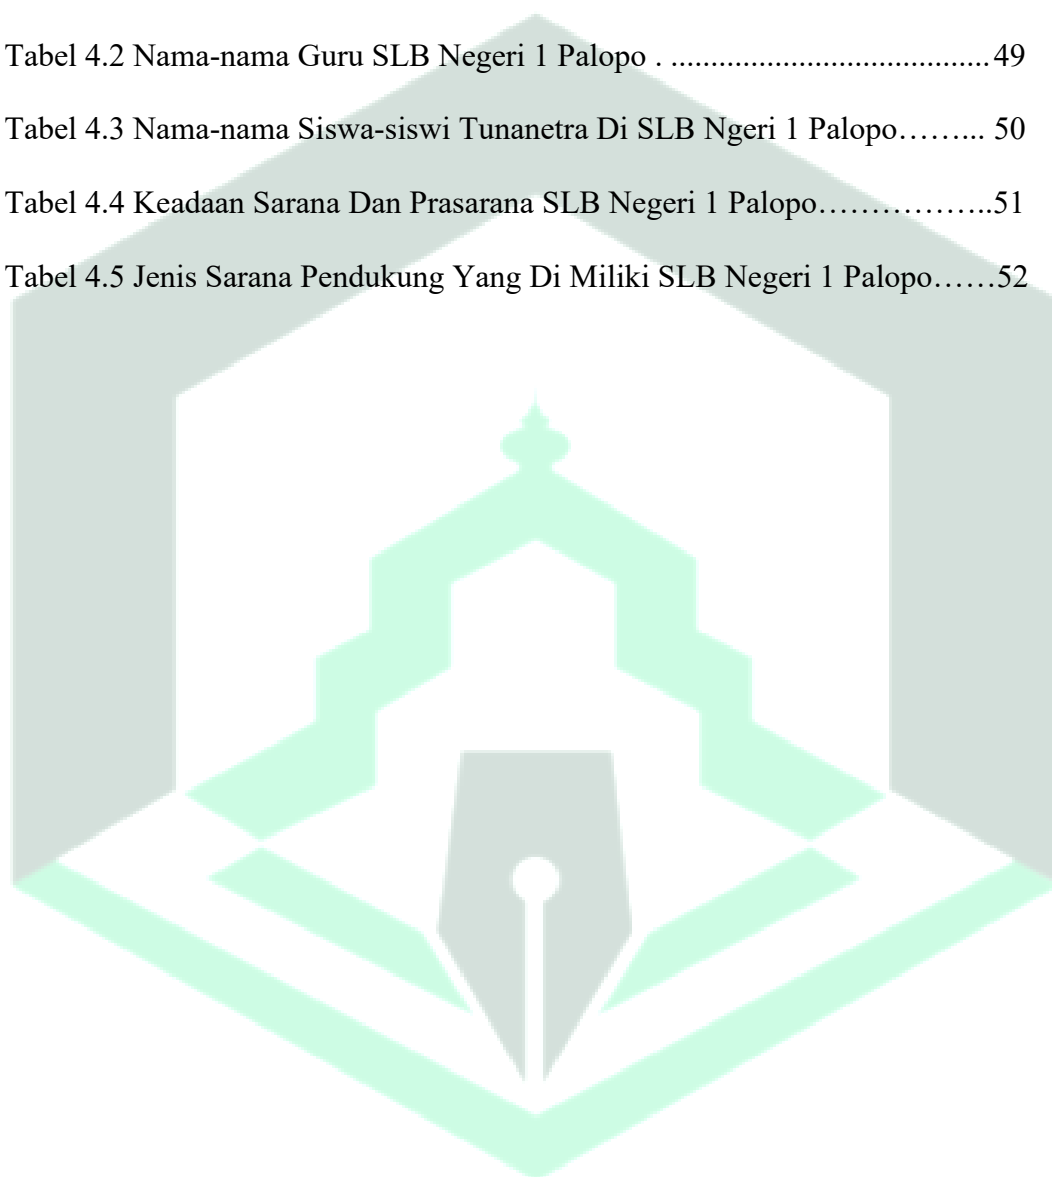 Tabel 4.2 Nama-nama Guru SLB Negeri 1 Palopo . ........................................49
Tabel 4.3 Nama-nama Siswa-siswi Tunanetra Di SLB Ngeri 1 Palopo…….. 50
Tabel 4.4 Keadaan Sarana Dan Prasarana SLB Negeri 1 Palopo……………..51
Tabel 4.5 Jenis Sarana Pendukung Yang Di Miliki SLB Negeri 1 Palopo……52